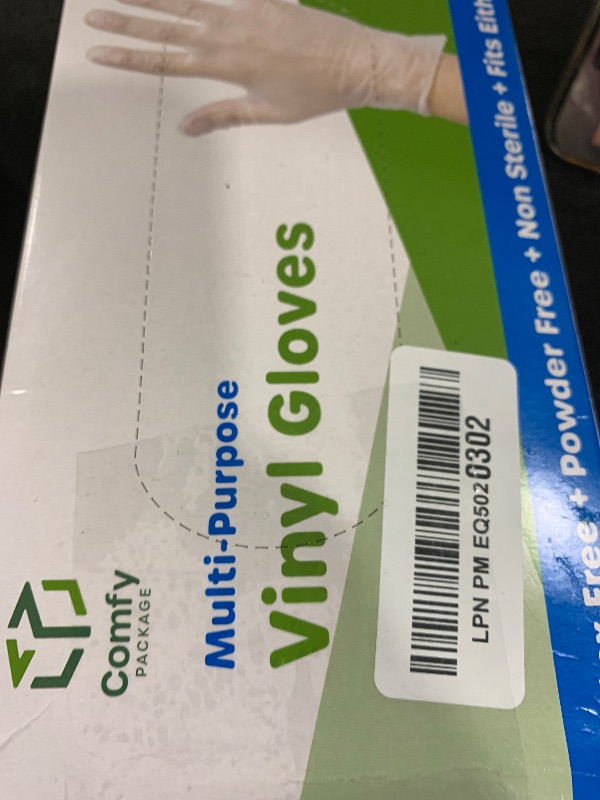 Comfy
PACKAGE
Multi-Purpose
Vinyl Gloves
LPN PM EQ5020302
Free + Powder Free + Non Sterile + Fits